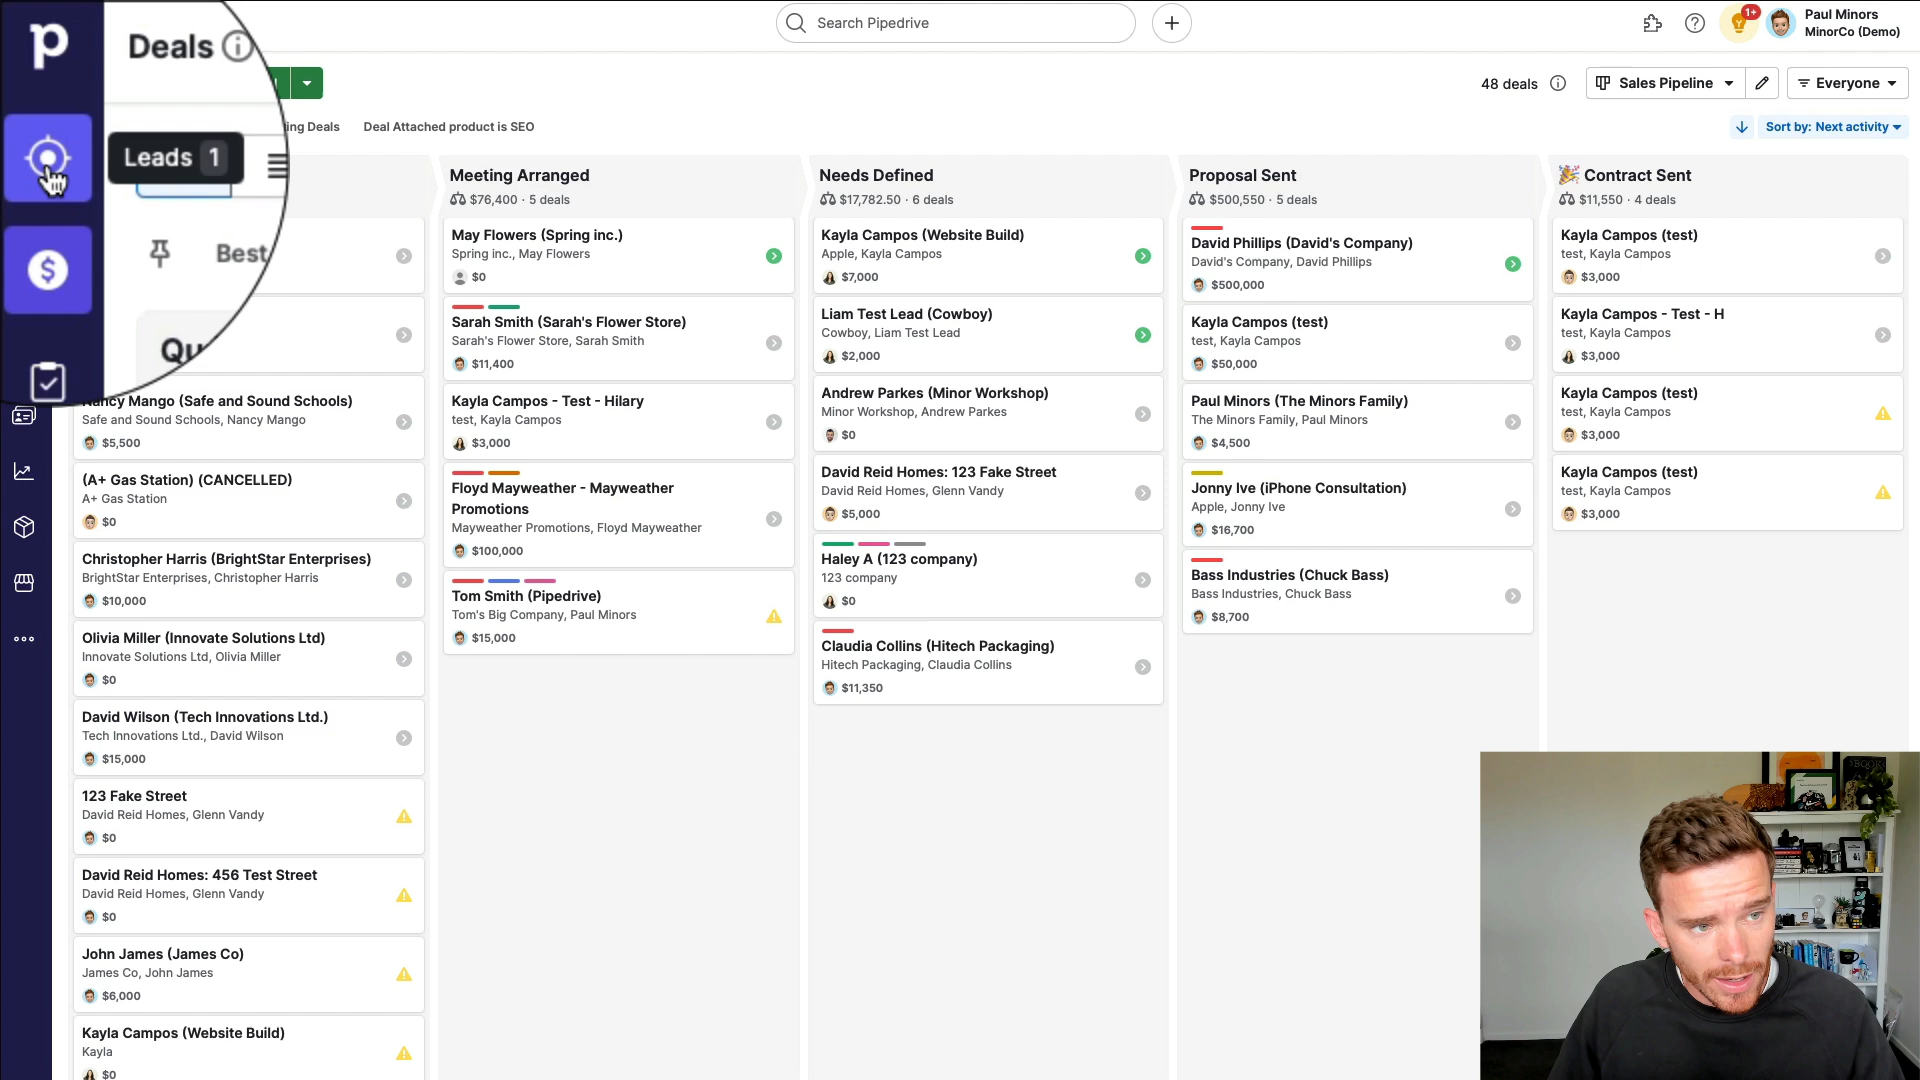 p
Deals
Search Pipedrive
1+
Paul Minors
MinorCo (Demo)
48 deals
Sales Pipeline
Everyone
Leads 1
ing Deals
Deal Attached product is SEO
Sort by: Next activity
Best
Qu
Nancy Mango (Safe and Sound Schools)
Safe and Sound Schools, Nancy Mango
$5,500
(A+ Gas Station) (CANCELLED)
A+ Gas Station
$0
Christopher Harris (BrightStar Enterprises)
BrightStar Enterprises, Christopher Harris
$10,000
Olivia Miller (Innovate Solutions Ltd)
Innovate Solutions Ltd, Olivia Miller
$0
David Wilson (Tech Innovations Ltd.)
Tech Innovations Ltd., David Wilson
$15,000
123 Fake Street
David Reid Homes, Glenn Vandy
$0
David Reid Homes: 456 Test Street
David Reid Homes, Glenn Vandy
$0
John James (James Co)
James Co, John James
$6,000
Kayla Campos (Website Build)
Kayla
$0
Meeting Arranged
$76,400 · 5 deals
May Flowers (Spring inc.)
Spring inc., May Flowers
$0
Sarah Smith (Sarah's Flower Store)
Sarah's Flower Store, Sarah Smith
$11,400
Kayla Campos - Test - Hilary
test, Kayla Campos
$3,000
Floyd Mayweather - Mayweather
Promotions
Mayweather Promotions, Floyd Mayweather
$100,000
Tom Smith (Pipedrive)
Tom's Big Company, Paul Minors
$15,000
Needs Defined
$17,782.50 · 6 deals
Kayla Campos (Website Build)
Apple, Kayla Campos
$7,000
Liam Test Lead (Cowboy)
Cowboy, Liam Test Lead
$2,000
Andrew Parkes (Minor Workshop)
Minor Workshop, Andrew Parkes
$0
David Reid Homes: 123 Fake Street
David Reid Homes, Glenn Vandy
$5,000
Haley A (123 company)
123 company
$0
Claudia Collins (Hitech Packaging)
Hitech Packaging, Claudia Collins
$11,350
Proposal Sent
$500,550 · 5 deals
David Phillips (David's Company)
David's Company, David Phillips
$500,000
Kayla Campos (test)
test, Kayla Campos
$50,000
Paul Minors (The Minors Family)
The Minors Family, Paul Minors
$4,500
Jonny Ive (iPhone Consultation)
Apple, Jonny Ive
$16,700
Bass Industries (Chuck Bass)
Bass Industries, Chuck Bass
$8,700
Contract Sent
$11,550 · 4 deals
Kayla Campos (test)
test, Kayla Campos
$3,000
Kayla Campos - Test - H
test, Kayla Campos
$3,000
Kayla Campos (test)
test, Kayla Campos
$3,000
Kayla Campos (test)
test, Kayla Campos
$3,000